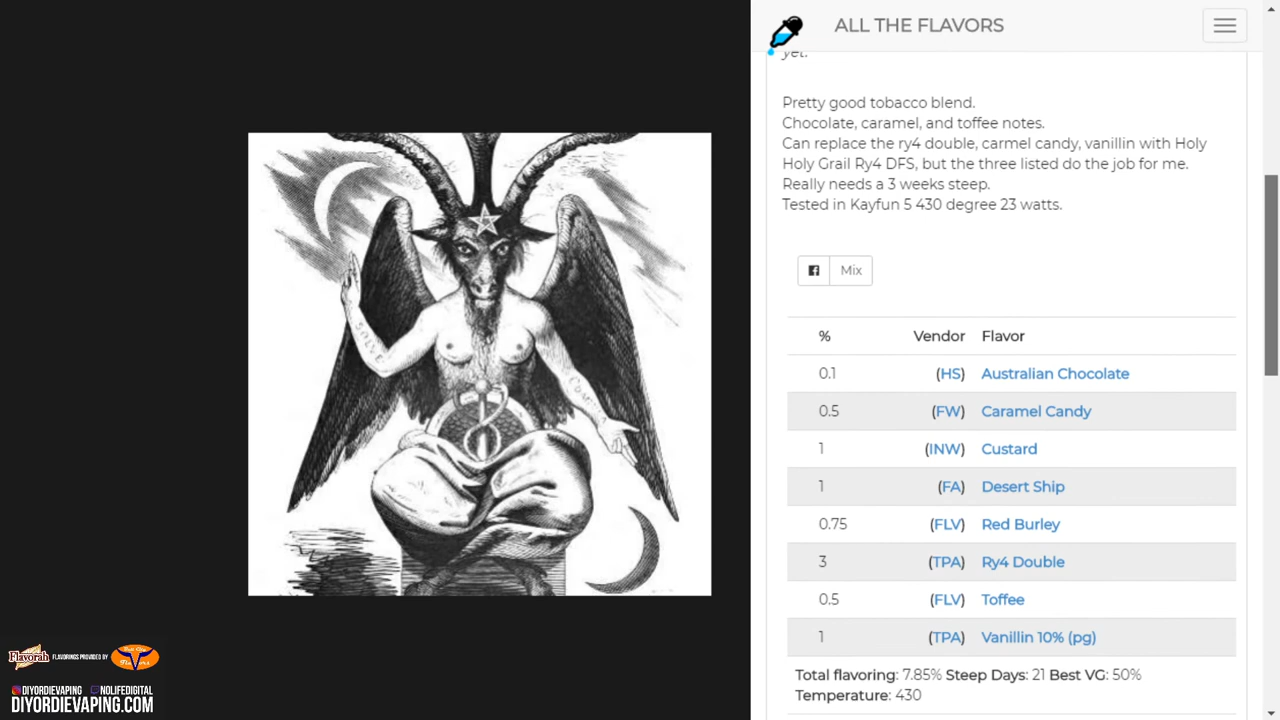 ALL THE FLAVORS
yet.
Pretty good tobacco blend.
Chocolate, caramel, and toffee notes.
Can replace the ry4 double, carmel candy, vanillin with Holy
Holy Grail Ry4 DFS, but the three listed do the job for me.
Really needs a 3 weeks steep.
Tested in Kayfun 5 430 degree 23 watts.
Mix
% Vendor Flavor
0.1 (HS) Australian Chocolate
0.5 (FW) Caramel Candy
1 (INW) Custard
1 (FA) Desert Ship
0.75 (FLV) Red Burley
3 (TPA) Ry4 Double
0.5 (FLV) Toffee
1 (TPA) Vanillin 10% (pg)
Total flavoring: 7.85% Steep Days: 21 Best VG: 50%
Temperature: 430
SOLVE
Flavorah FLAVORINGS PROVIDED BY
Flavors
DIYORDIEVAPING NOLIFEDIGITAL
DIYORDIEVAPING.COM